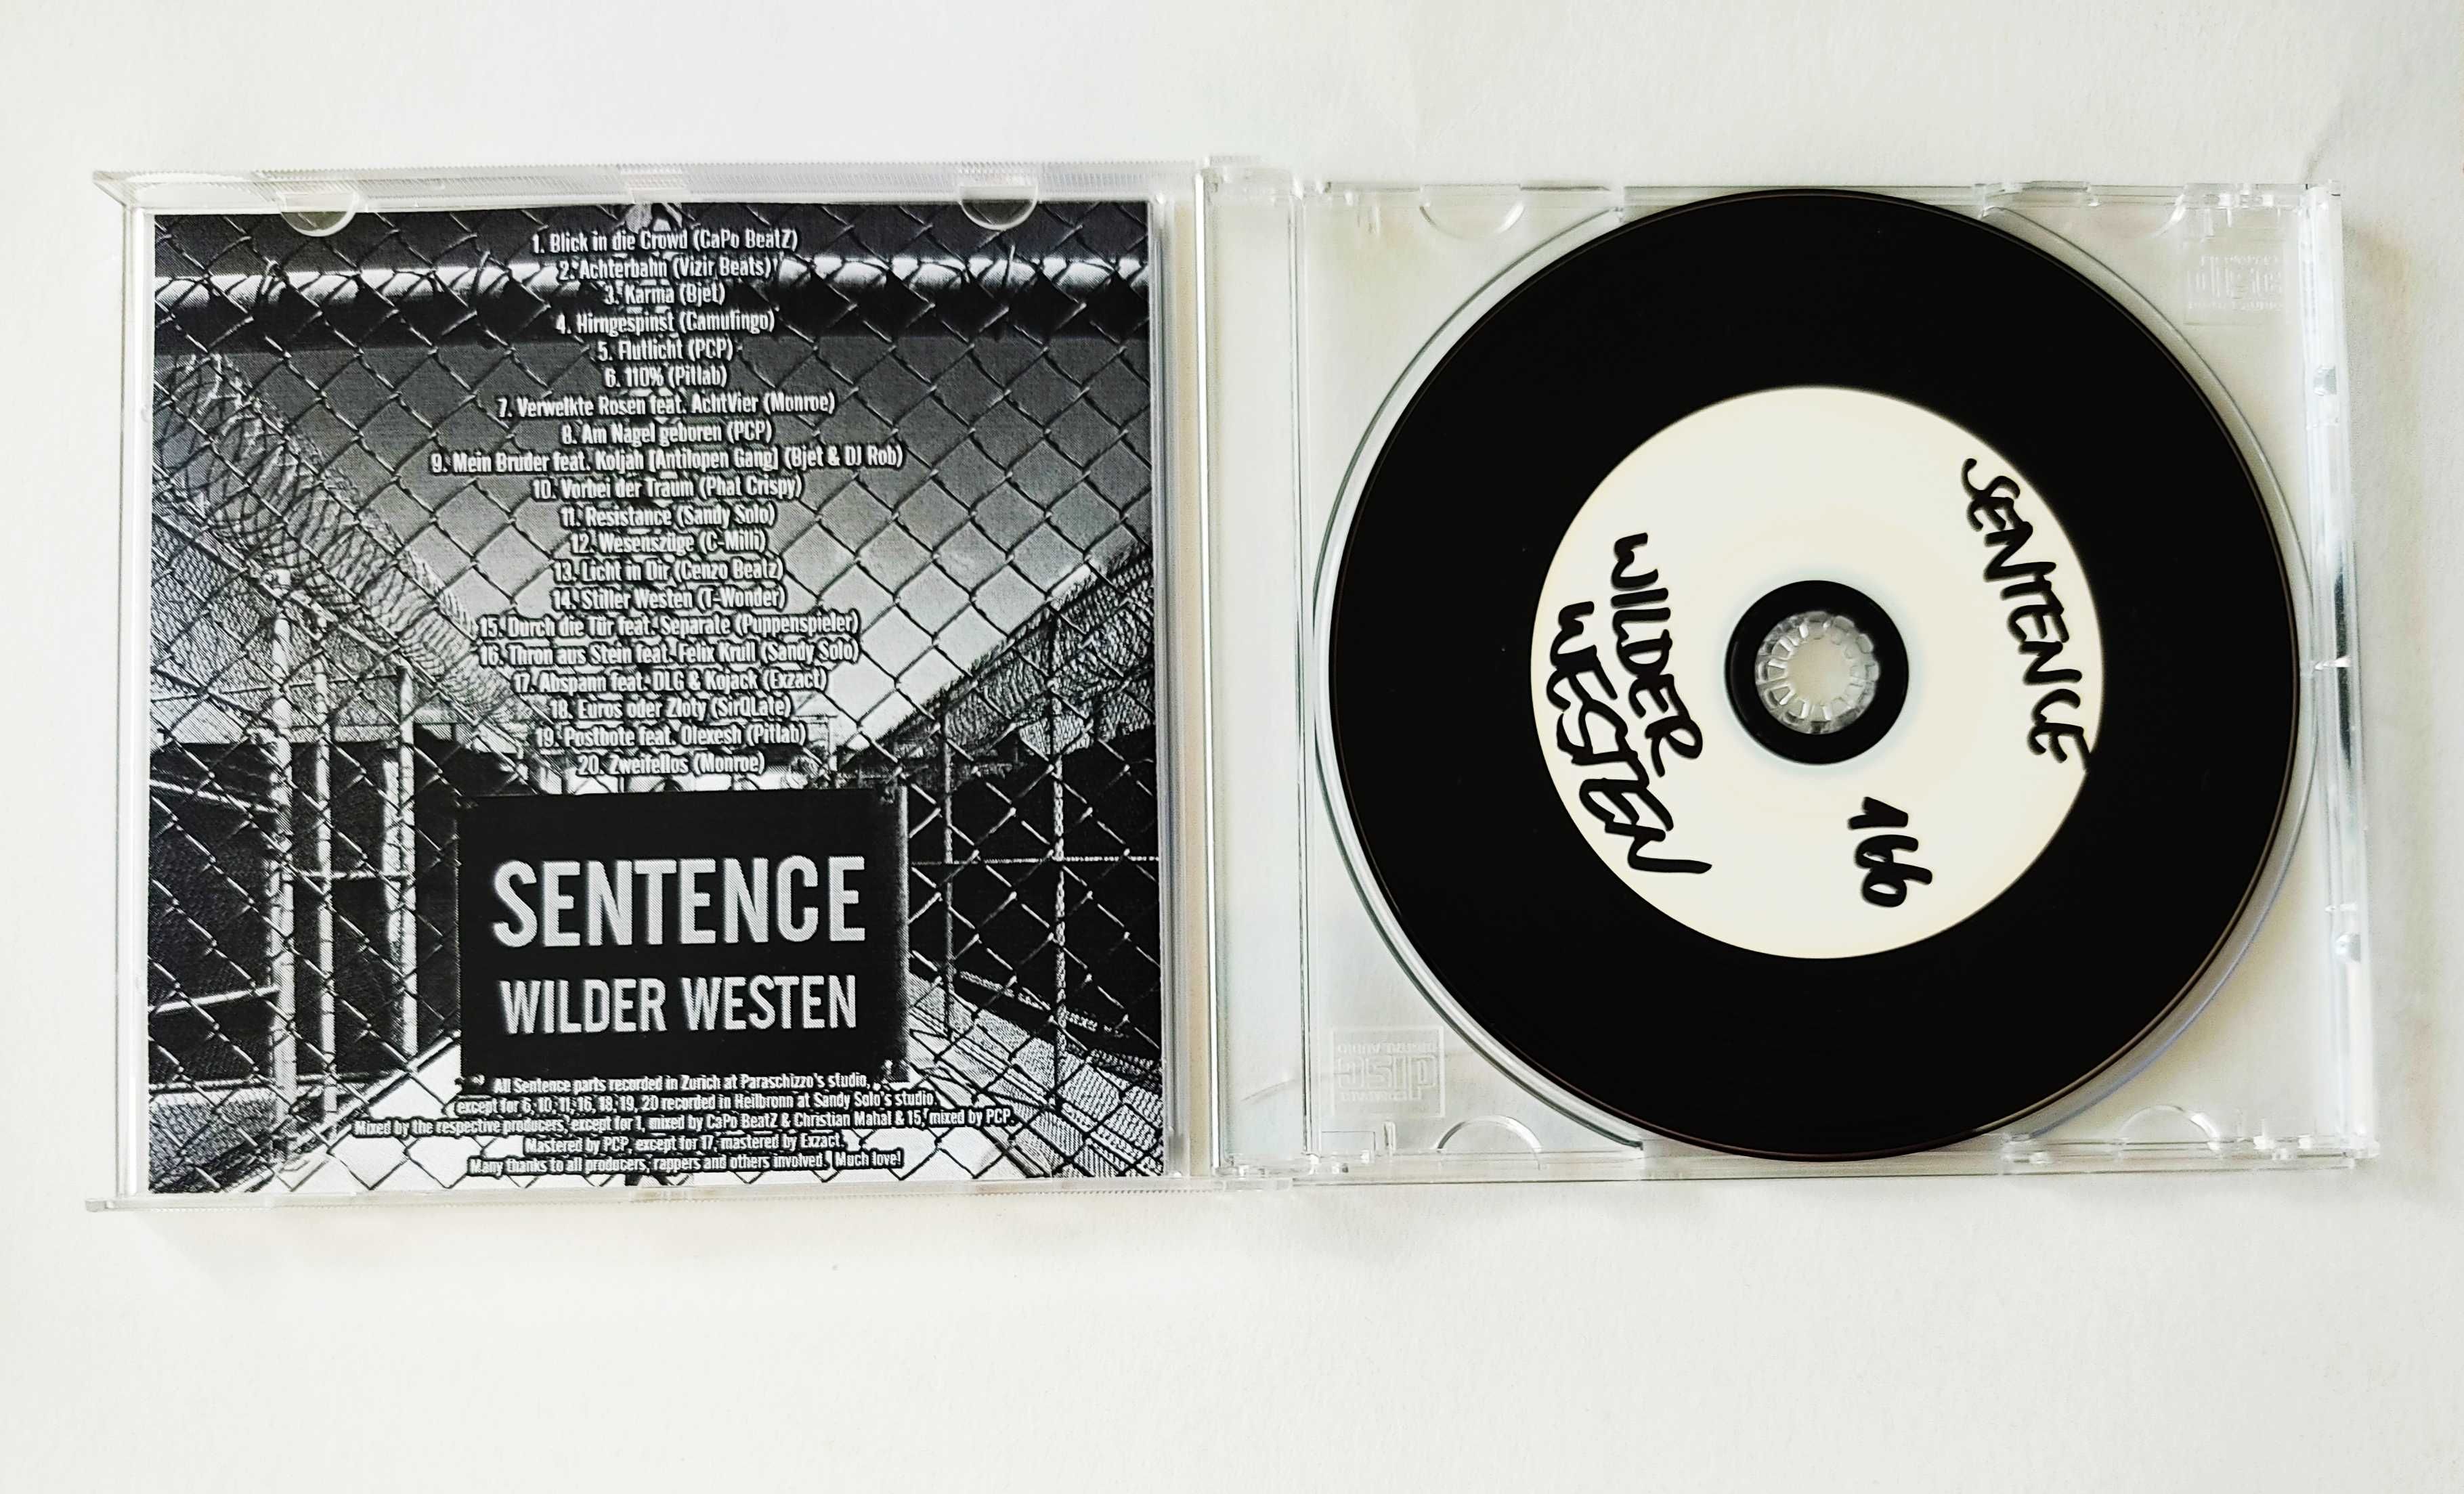 1. Blick in die Crowd (CaPo BeatZ)
2. Achterbahn (Vizir Beats)
3. Karma (Bjet)
4. Hirngespinst (Camufingo)
5. Flutlicht (PCP)
6. 110% (Pitlab)
7. Verwelkte Rosen feat. AchtVier (Monroe)
8. Am Nagel geboren (PCP)
9. Mein Bruder feat. Koljah [Antilopen Gang] (Bjet & DJ Rob)
10. Vorbei der Traum (Phat Crispy)
11. Resistance (Sandy Solo)
12. Wesenszüge (C-Milli)
13. Licht in Dir (Cenzo Beatz)
14. Stiller Westen (T-Wonder)
15. Durch die Tür feat. Separate (Puppenspieler)
16. Thron aus Stein feat. Felix Krull (Sandy Solo)
17. Abspann feat. DLG & Kojack (Exzact)
18. Euros oder Zloty (SirQLate)
19. Postbote feat. Olexesh (Pitlab)
20. Zweifellos (Monroe)
SENTENCE
WILDER WESTEN
All Sentence parts recorded in Zurich at Paraschizzo's studio,
except for 6, 10, 11, 16, 18, 19, 20 recorded in Heilbronn at Sandy Solo's studio.
Mixed by the respective producers, except for 1, mixed by CaPo BeatZ & Christian Mahal & 15, mixed by PCP.
Mastered by PCP, except for 17, mastered by Exzact.
Many thanks to all producers, rappers and others involved. Much love!
SENTENCE
WILDER
WESTEN
166